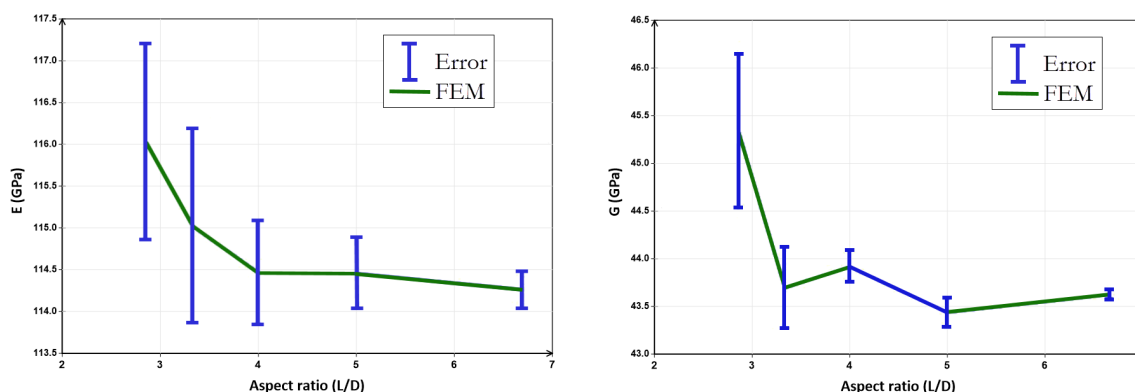 117.5
117.0
116.5
116.0
115.5
115.0
114.5
114.0
113.5
E (GPa)
2 3 4 5 6 7
Aspect ratio (L/D)
Error
FEM
46.5
46.0
45.5
45.0
44.5
44.0
43.5
43.0
G (GPa)
2 3 4 5 6
Aspect ratio (L/D)
Error
FEM